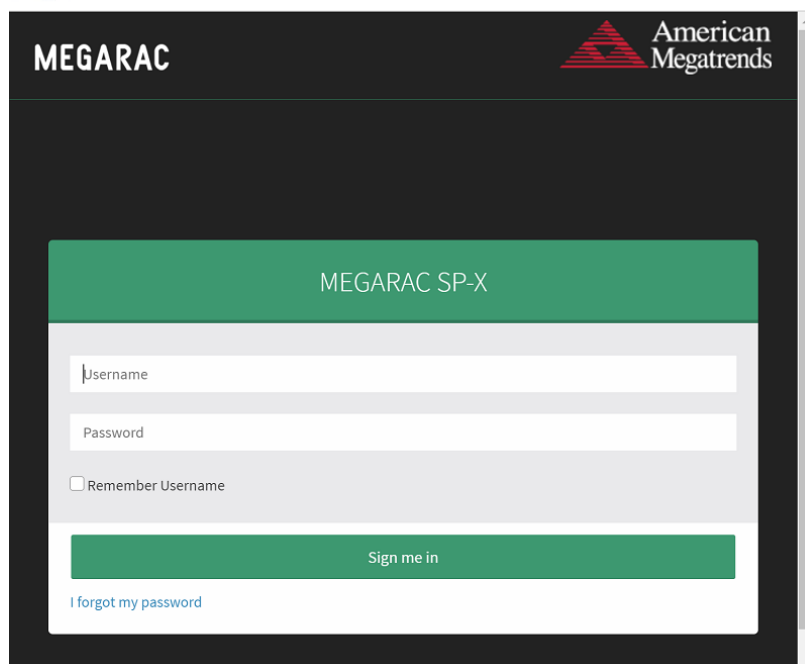 MEGARAC
American
Megatrends
MEGARAC SP-X
Username
Password
Remember Username
Sign me in
I forgot my password